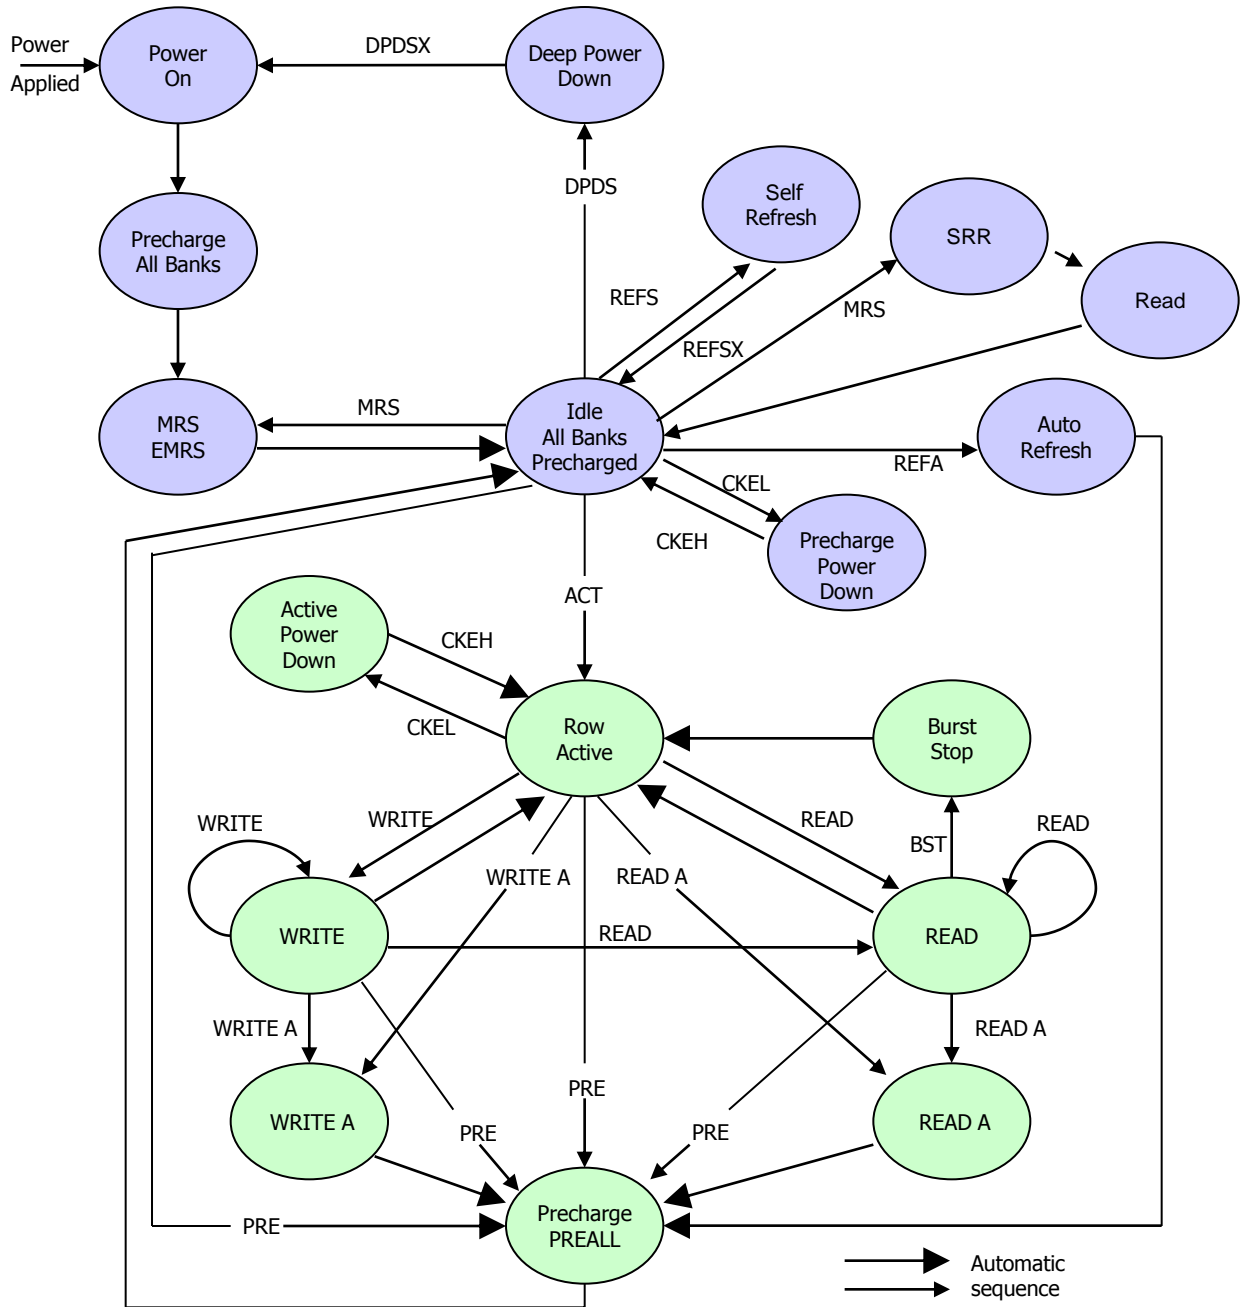 Power
Applied
Power
On
DPDSX
Deep Power
Down
DPDS
Self
Refresh
SRR
Precharge
All Banks
Read
REFS
MRS
REFSX
MRS
EMRS
MRS
Idle
All Banks
Precharged
Auto
Refresh
REFA
CKEL
CKEH
Precharge
Power
Down
ACT
Active
Power
Down
CKEH
CKEL
Row
Active
Burst
Stop
WRITE
WRITE
READ
BST
READ
WRITE A
READ A
WRITE
READ
READ
WRITE A
READ A
PRE
WRITE A
PRE
PRE
READ A
PRE
Precharge
PREALL
Automatic
sequence